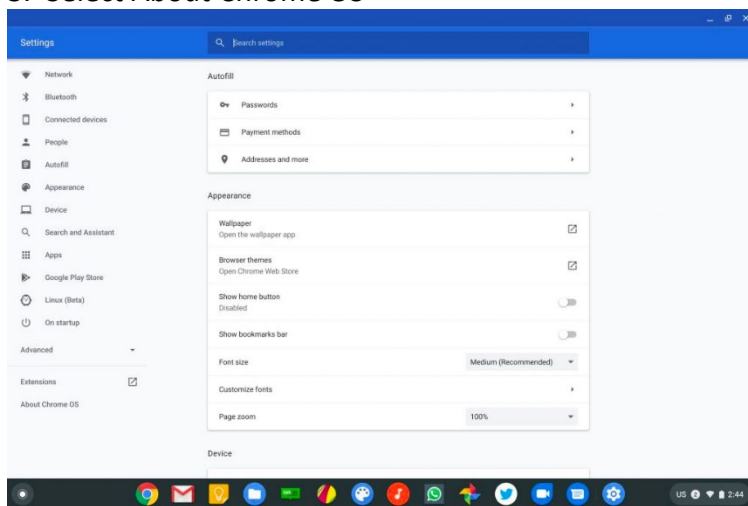 Settings
Search settings
Network
Bluetooth
Connected devices
People
Autofill
Appearance
Device
Search and Assistant
Apps
Google Play Store
Linux (Beta)
On startup
Advanced
Extensions
About Chrome OS
Autofill
Passwords
Payment methods
Addresses and more
Appearance
Wallpaper
Open the wallpaper app
Browser themes
Open Chrome Web Store
Show home button
Disabled
Show bookmarks bar
Font size Medium (Recommended)
Customize fonts
Page zoom 100%
Device
US 2 2:44